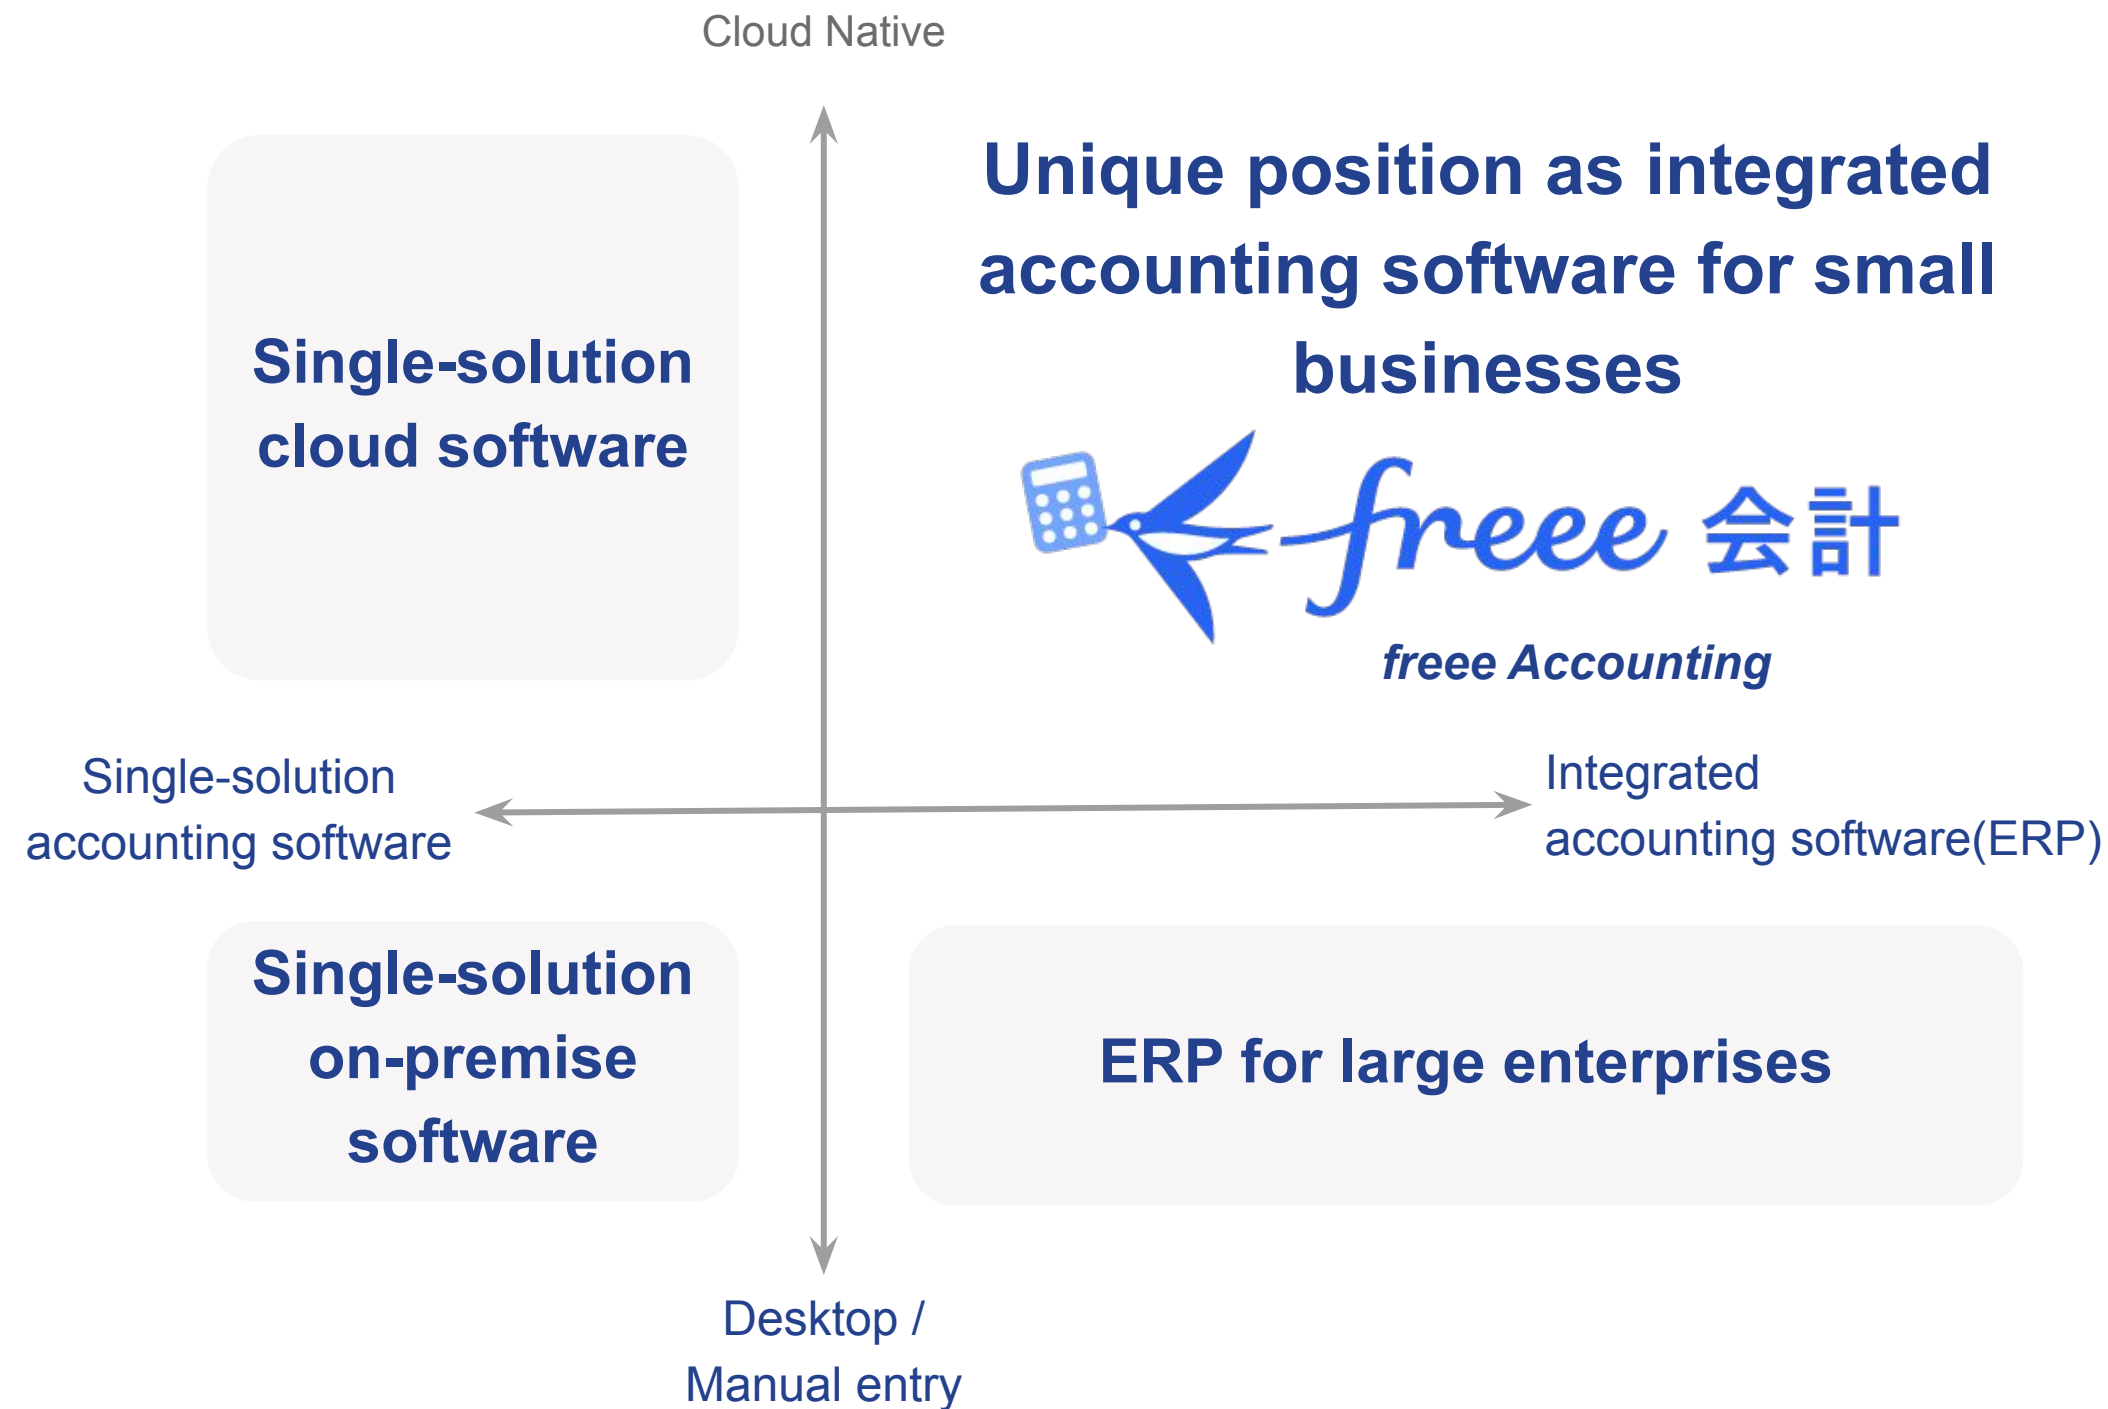 Cloud Native
Unique position as integrated
accounting software for small
businesses
Single-solution
cloud software
freee 会計
freee Accounting
Single-solution
accounting software
Integrated
accounting software(ERP)
Single-solution
on-premise
software
ERP for large enterprises
Desktop /
Manual entry